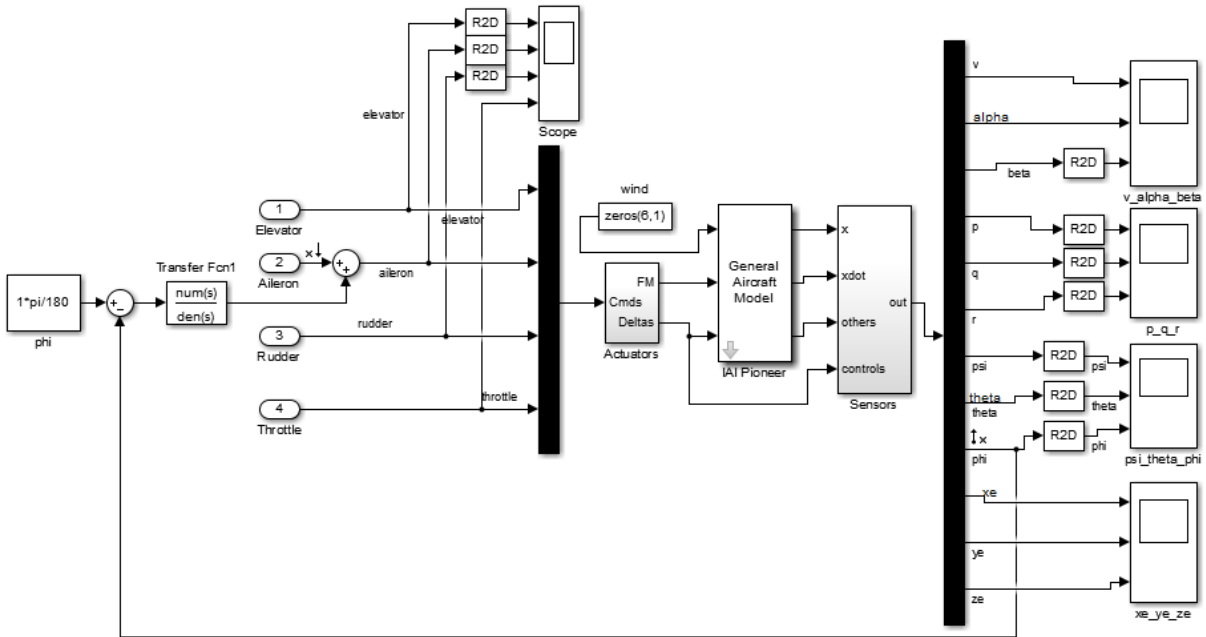 R2D
R2D
R2D
elevator
Scope
1
Elevator
elevator
2
Aileron
aileron
1*pi/180
phi
Transfer Fcn1
num(s)
den(s)
3
Rudder
rudder
4
Throttle
throttle
wind
zeros(6,1)
FM
Cmds
Deltas
Actuators
General
Aircraft
Model
IAI Pioneer
x
xdot
others
controls
out
Sensors
v
alpha
beta
R2D
v_alpha_beta
p
R2D
q
R2D
r
R2D
p_q_r
psi
R2D
psi
theta
theta
R2D
theta
phi
R2D
phi
psi_theta_phi
xe
ye
ze
xe_ye_ze